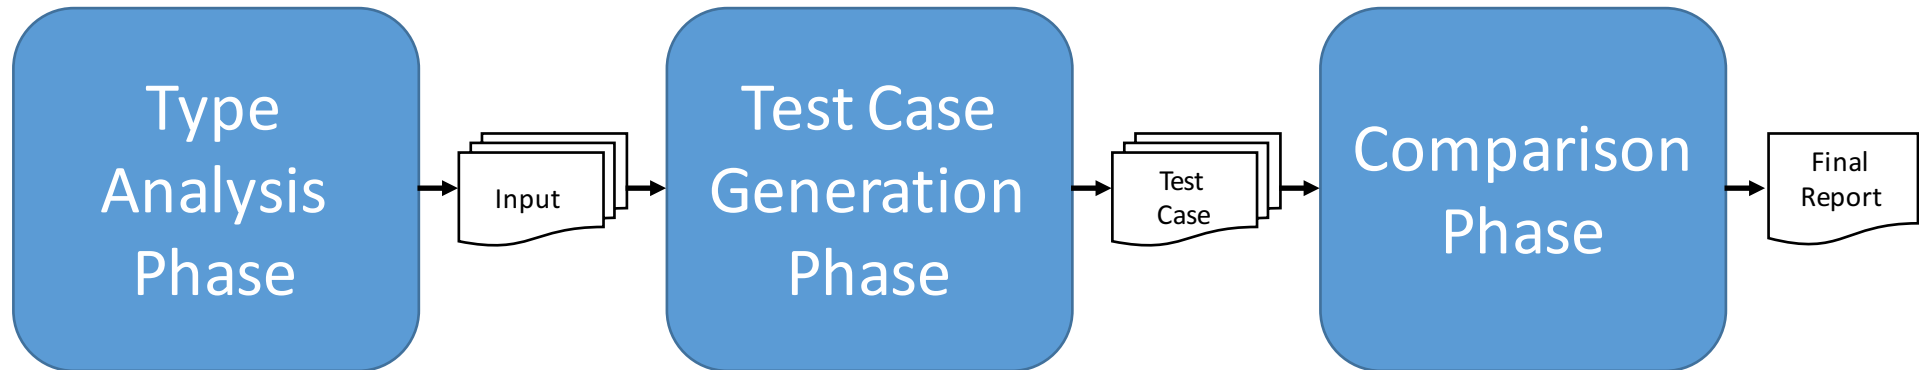 Type
Analysis
Phase
Input
Test Case
Generation
Phase
Test
Case
Comparison
Phase
Final
Report